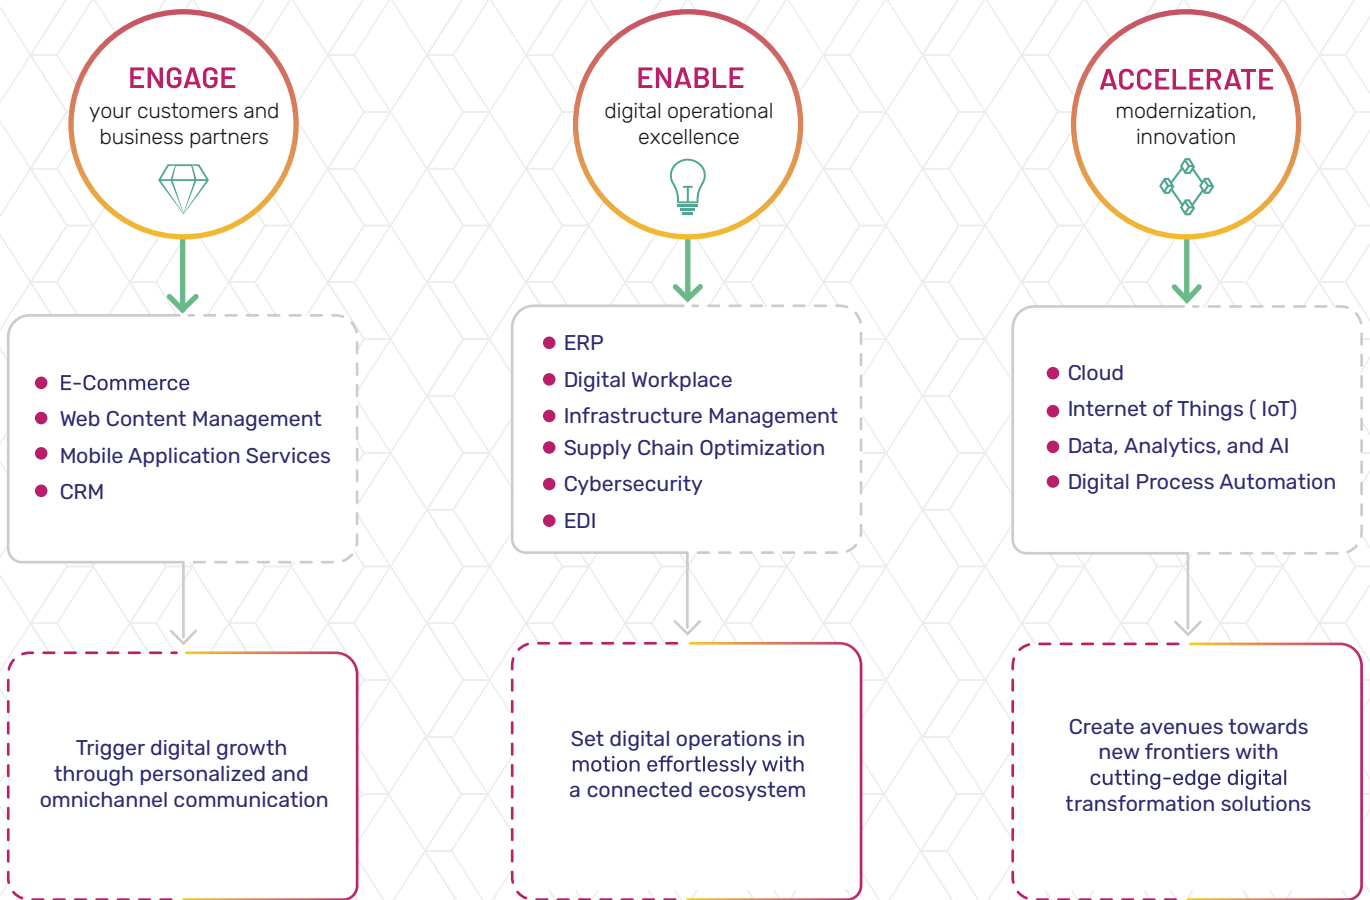 ENGAGE
your customers and
business partners
E-Commerce
Web Content Management
Mobile Application Services
CRM
Trigger digital growth
through personalized and
omnichannel communication
ENABLE
digital operational
excellence
ERP
Digital Workplace
Infrastructure Management
Supply Chain Optimization
Cybersecurity
EDI
Set digital operations in
motion effortlessly with
a connected ecosystem
ACCELERATE
modernization,
innovation
Cloud
Internet of Things ( IoT)
Data, Analytics, and AI
Digital Process Automation
Create avenues towards
new frontiers with
cutting-edge digital
transformation solutions